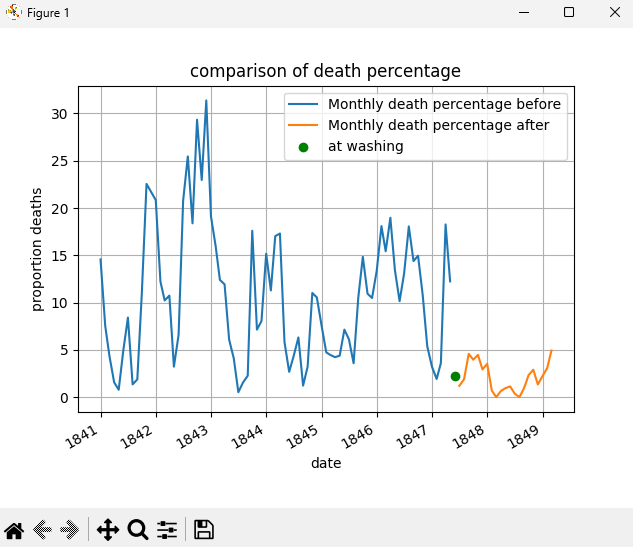 Figure 1
comparison of death percentage
Monthly death percentage before
Monthly death percentage after
at washing
30
25
20
15
10
5
0
proportion deaths
1841 1842 1843 1844 1845 1846 1847 1848 1849
date